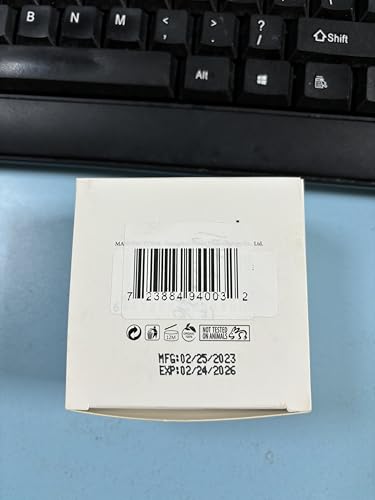 B N M < , > . ? / Shift
Alt
MA
Ltd.
7 23884 94003 2
12M
NOT TESTED
ON ANIMALS
MFG:02/25/2023
EXP:02/24/2026